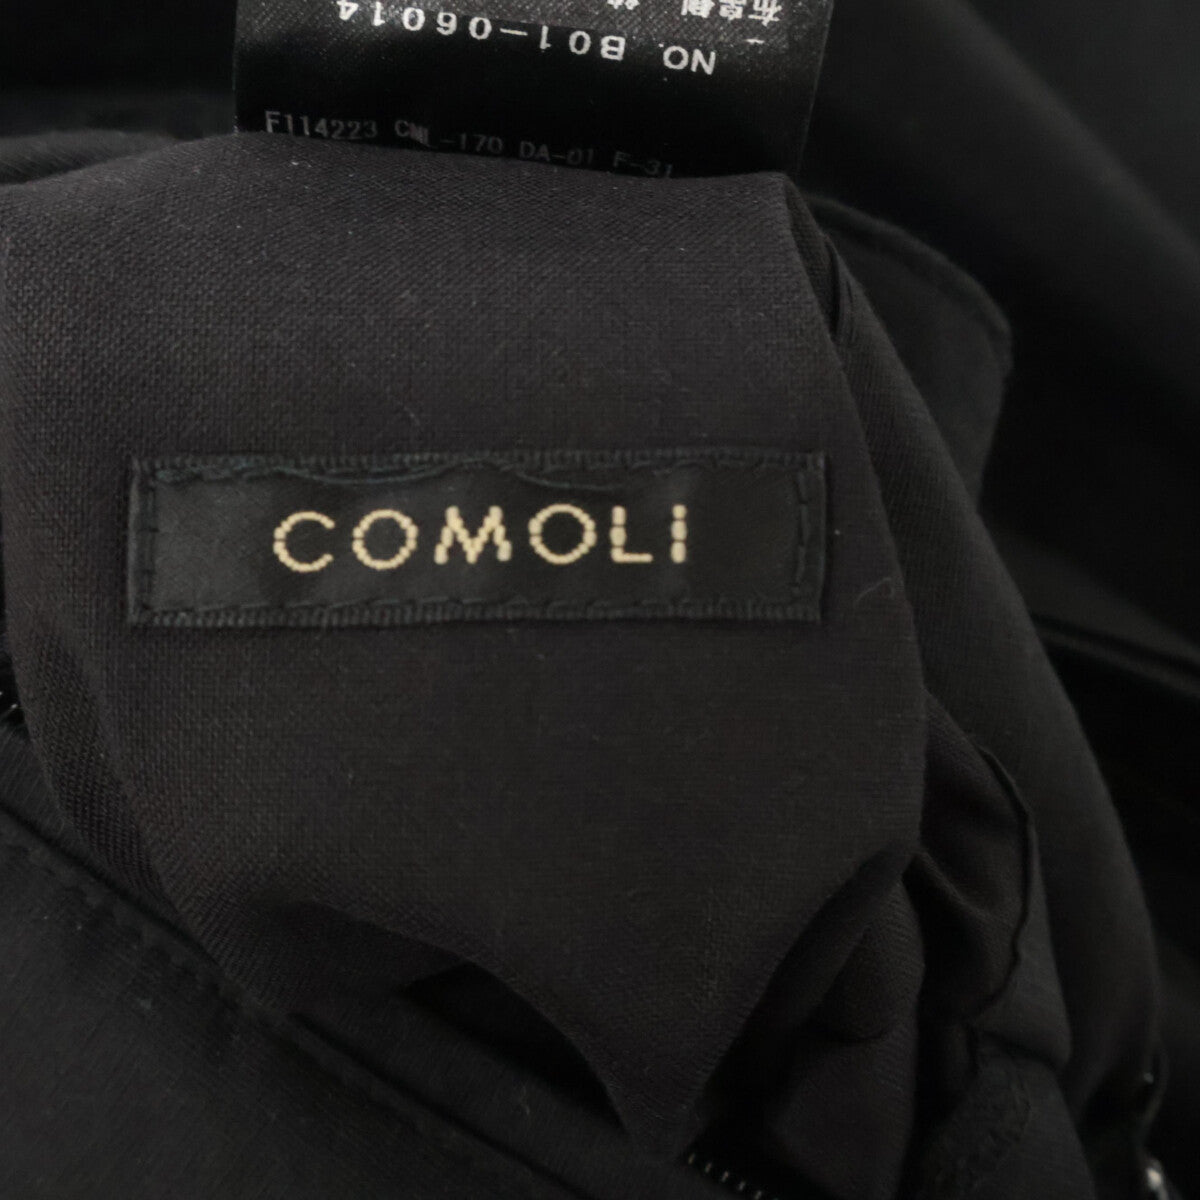 NO. B01-06014
F114223 CML-170 DA-01 F-31
COMOLI